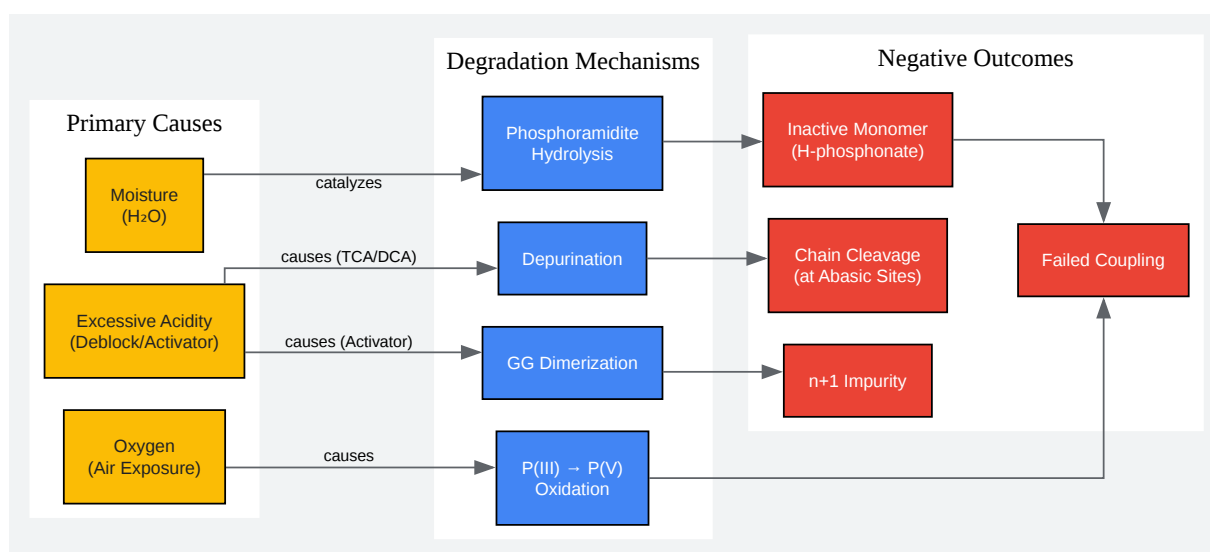 Primary Causes
Moisture
(H₂O)
Excessive Acidity
(Deblock/Activator)
Oxygen
(Air Exposure)
catalyzes
causes (TCA/DCA)
causes (Activator)
causes
Degradation Mechanisms
Phosphoramidite
Hydrolysis
Depurination
GG Dimerization
P(III) → P(V)
Oxidation
Negative Outcomes
Inactive Monomer
(H-phosphonate)
Chain Cleavage
(at Abasic Sites)
n+1 Impurity
Failed Coupling